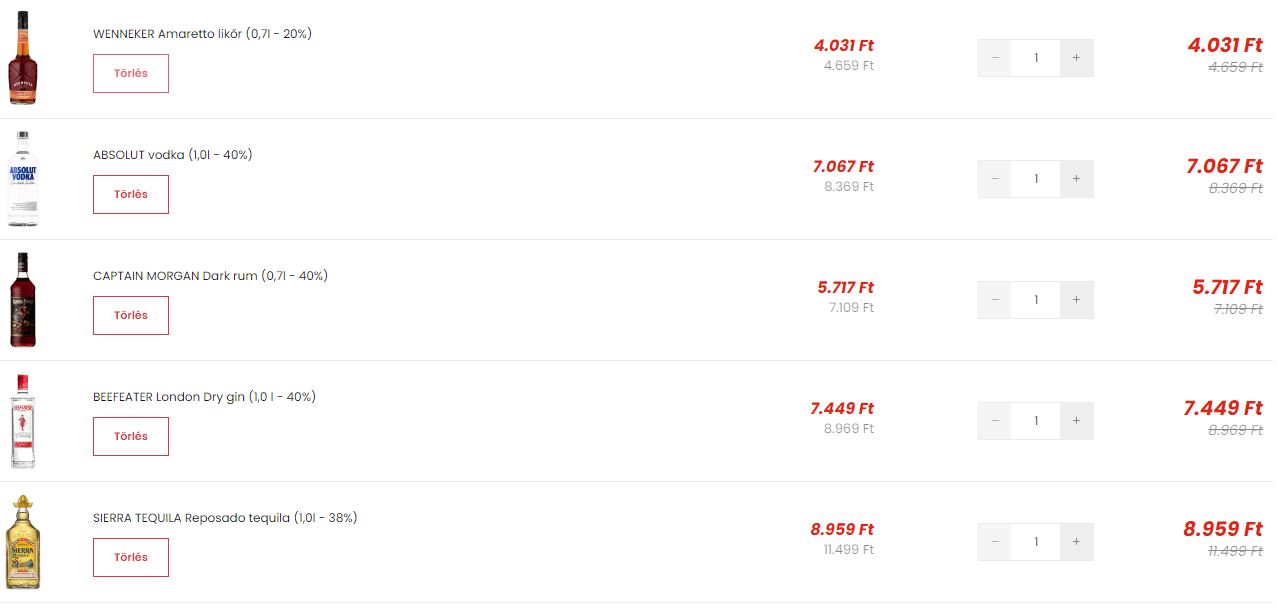 WENNEKER Amaretto likőr (0,7l - 20%)
Törlés
4.031 Ft
4.659 Ft
− 1 +
4.031 Ft
4.659 Ft
ABSOLUT VODKA
ABSOLUT vodka (1,0l - 40%)
Törlés
7.067 Ft
8.369 Ft
− 1 +
7.067 Ft
8.369 Ft
CAPTAIN MORGAN Dark rum (0,7l - 40%)
Törlés
5.717 Ft
7.109 Ft
− 1 +
5.717 Ft
7.109 Ft
BEEFEATER
BEEFEATER London Dry gin (1,0 l - 40%)
Törlés
7.449 Ft
8.969 Ft
− 1 +
7.449 Ft
8.969 Ft
SIERRA
SIERRA TEQUILA Reposado tequila (1,0l - 38%)
Törlés
8.959 Ft
11.499 Ft
− 1 +
8.959 Ft
11.499 Ft